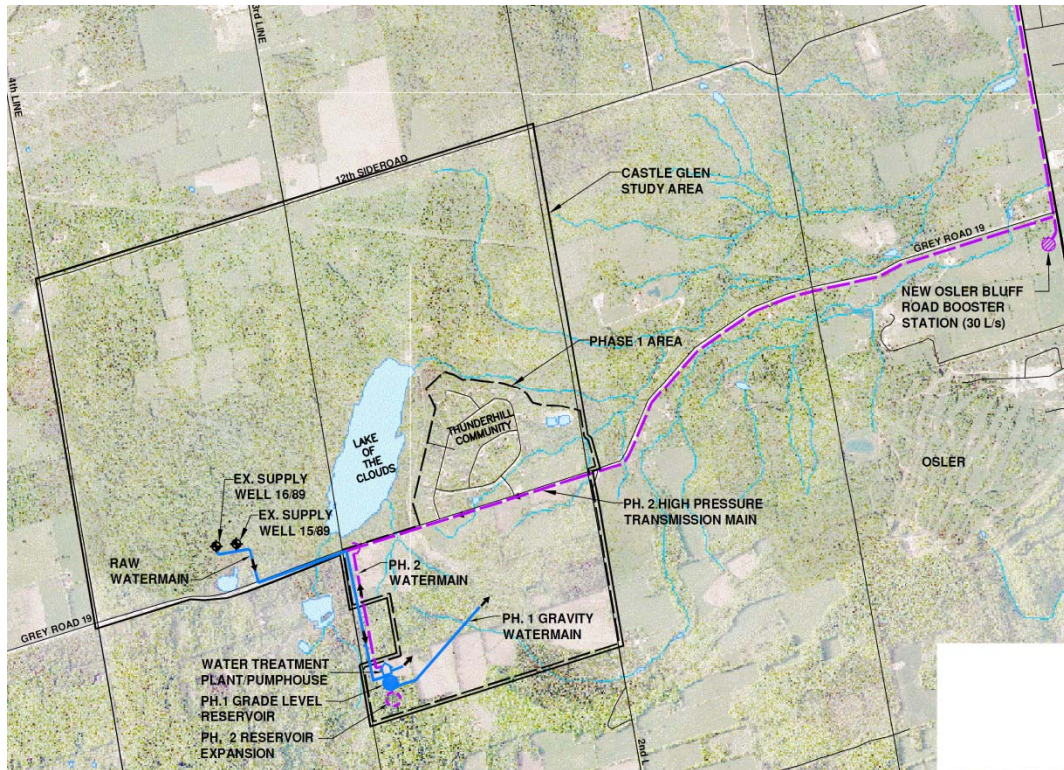 3rd LINE
4th LINE
12th SIDEROAD
CASTLE GLEN
STUDY AREA
GREY ROAD 19
NEW OSLER BLUFF
ROAD BOOSTER
STATION (30 L/s)
PHASE 1 AREA
THUNDERHILL
COMMUNITY
LAKE
OF
THE
CLOUDS
OSLER
EX. SUPPLY
WELL 16/89
EX. SUPPLY
WELL 15/89
PH. 2 HIGH PRESSURE
TRANSMISSION MAIN
RAW
WATERMAIN
PH. 2
WATERMAIN
GREY ROAD 19
PH. 1 GRAVITY
WATERMAIN
WATER TREATMENT
PLANT/PUMPHOUSE
PH.1 GRADE LEVEL
RESERVOIR
PH, 2 RESERVOIR
EXPANSION
2nd L